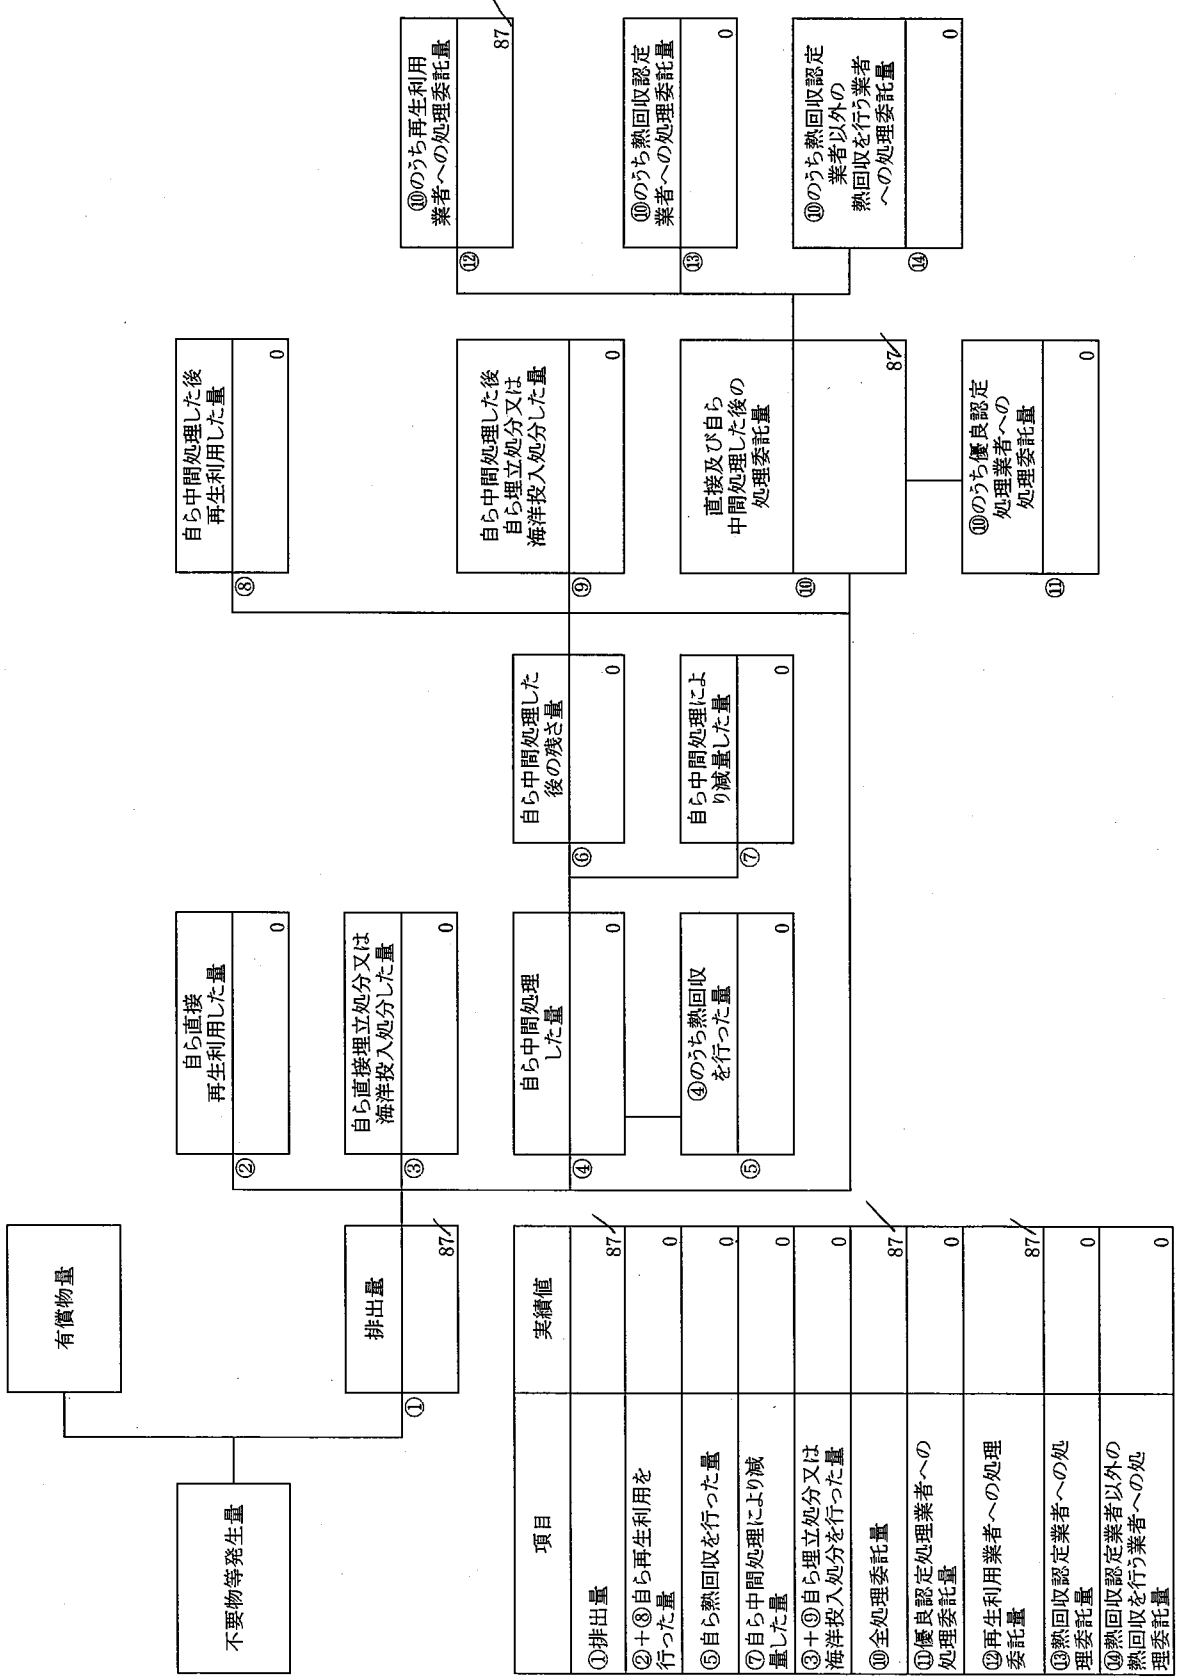 不要物等発生量
有償物量
排出量
①
87
自ら直接
再生利用した量
②
0
自ら直接埋立処分又は
海洋投入処分した量
③
0
自ら中間処理
した量
④
0
④のうち熱回収
を行った量
⑤
0
自ら中間処理した
後の残さ量
⑥
0
自ら中間処理によ
り減量した量
⑦
0
自ら中間処理した後
再生利用した量
⑧
0
自ら中間処理した後
自ら埋立処分又は
海洋投入処分した量
⑨
0
直接及び自ら
中間処理した後の
処理委託量
⑩
87
⑩のうち優良認定
処理業者への
処理委託量
⑪
0
⑩のうち再生利用
業者への処理委託量
⑫
87
⑩のうち熱回収認定
業者への処理委託量
⑬
0
⑩のうち熱回収認定
業者以外の
熱回収を行う業者
への処理委託量
⑭
0
項目 実績値
①排出量 87
②+⑧自ら再生利用を
行った量 0
⑤自ら熱回収を行った量 0
⑦自ら中間処理により減
量した量 0
③+⑨自ら埋立処分又は
海洋投入処分を行った量 0
⑩全処理委託量 87
⑪優良認定処理業者への
処理委託量 0
⑫再生利用業者への処理
委託量 87
⑬熱回収認定業者への処
理委託量 0
⑭熱回収認定業者以外の
熱回収を行う業者への処
理委託量 0